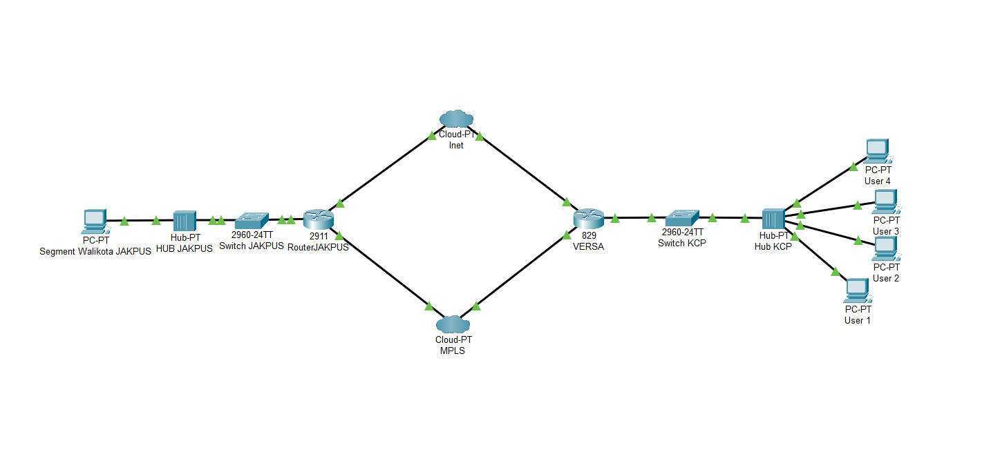 Cloud-PT
Inet
PC-PT
User 4
PC-PT
User 3
PC-PT
Segment Walikota JAKPUS
Hub-PT
HUB JAKPUS
2960-24TT
Switch JAKPUS
2911
RouterJAKPUS
829
VERSA
2960-24TT
Switch KCP
Hub-PT
Hub KCP
PC-PT
User 2
PC-PT
User 1
Cloud-PT
MPLS